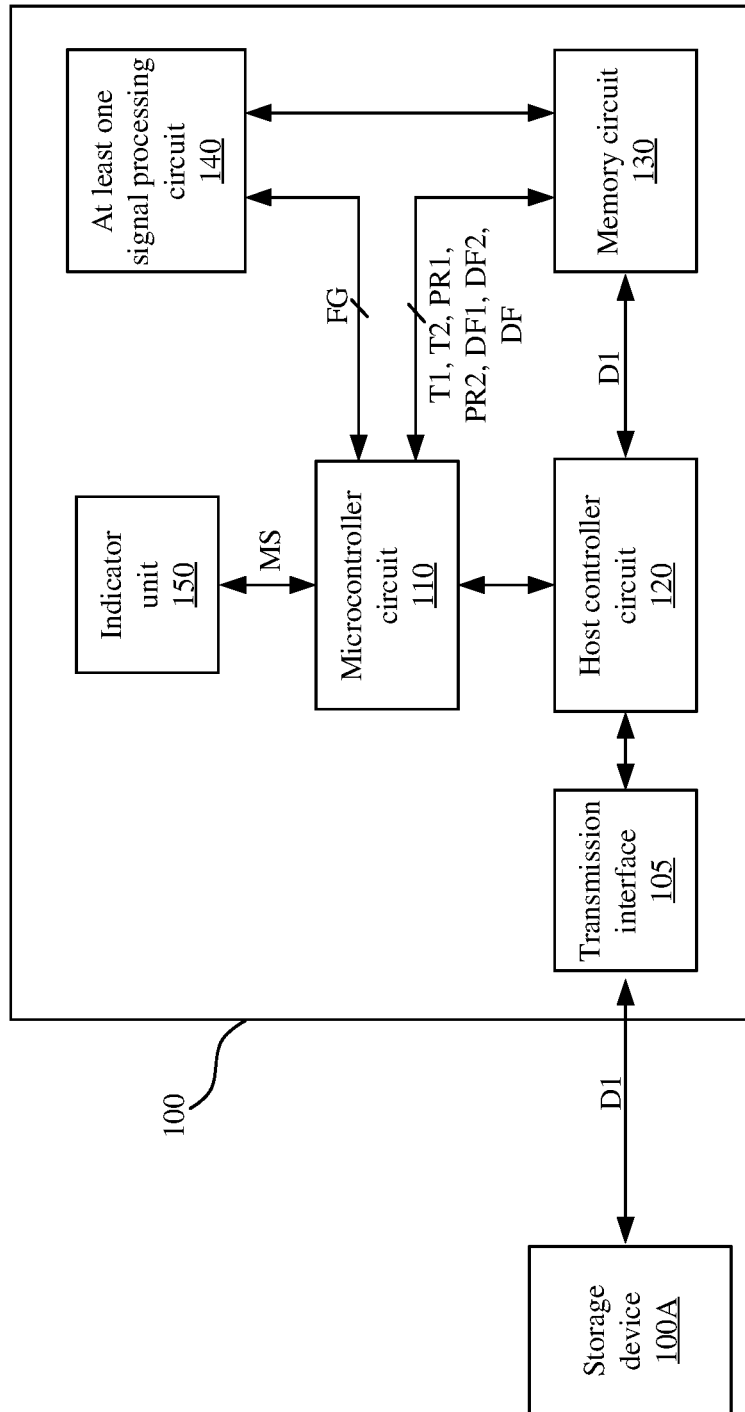 100
Indicator
unit
150
At least one
signal processing
circuit
140
MS
FG
Microcontroller
circuit
110
T1, T2, PR1,
PR2, DF1, DF2,
DF
Storage
device
100A
D1
Transmission
interface
105
Host controller
circuit
120
D1
Memory circuit
130